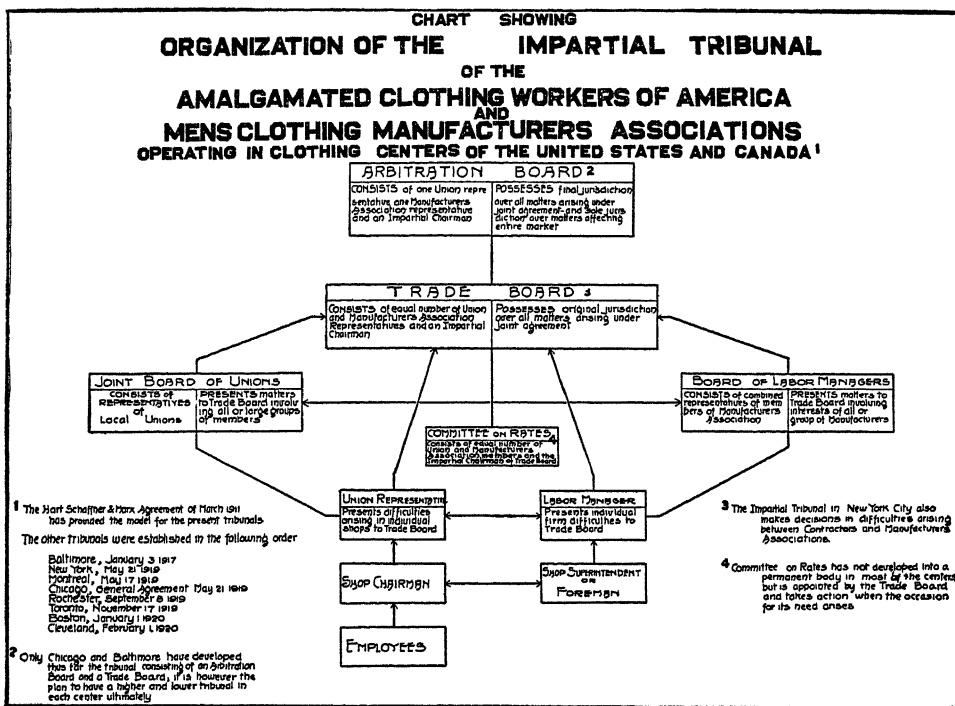 CHART SHOWING
ORGANIZATION OF THE IMPARTIAL TRIBUNAL
OF THE
AMALGAMATED CLOTHING WORKERS OF AMERICA
AND
MENS CLOTHING MANUFACTURERS ASSOCIATIONS
OPERATING IN CLOTHING CENTERS OF THE UNITED STATES AND CANADA 1
ARBITRATION BOARD 2
CONSISTS of one Union repre
sentative one Manufacturers
Association representative
and an Impartial Chairman
POSSESSES final jurisdiction
over all matters arising under
joint agreement-and sole juris
diction over matters affecting
entire market
TRADE BOARD 3
CONSISTS of equal number of Union
and Manufacturers Association
Representatives and an Impartial
Chairman
POSSESSES original jurisdiction
over all matters arising under
Joint agreement
JOINT BOARD OF UNIONS
CONSISTS of
REPRESENTATIVES
of
Local Unions
PRESENTS matters
to Trade Board involv
ing all or large groups
of members
BOARD OF LABOR MANAGERS
CONSISTS of combined
representatives of mem
bers of Manufacturers
Association
PRESENTS matters to
Trade Board involving
interests of all or
group of Manufacturers
COMMITTEE ON RATES 4
Consists of equal number of
Union and Manufacturers
Association members and the
Impartial Chairman of Trade Board
UNION REPRESENTATIVE
Presents difficulties
arising in individual
shops to Trade Board
LABOR MANAGER
Presents individual
firm difficulties to
Trade Board
SHOP CHAIRMAN
SHOP SUPERINTENDENT
OR
FOREMAN
EMPLOYEES
1 The Hart Schaffner & Marx Agreement of March 1911
has provided the model for the present tribunals
The other tribunals were established in the following order
Baltimore, January 3 1917
New York, May 21 1919
Montreal, May 17 1919
Chicago, General Agreement May 21 1919
Rochester, September 8 1919
Toronto, November 17 1919
Boston, January 1 1920
Cleveland, February 1, 1920
2 Only Chicago and Baltimore have developed
thus far the tribunal consisting of an Arbitration
Board and a Trade Board, it is however the
plan to have a higher and lower tribunal in
each center ultimately
3 The Impartial Tribunal in New York City also
makes decisions in difficulties arising
between Contractors and Manufacturers
Associations.
4 Committee on Rates has not developed into a
permanent body in most of the centers
but is appointed by the Trade Board
and takes action when the occasion
for its need arises